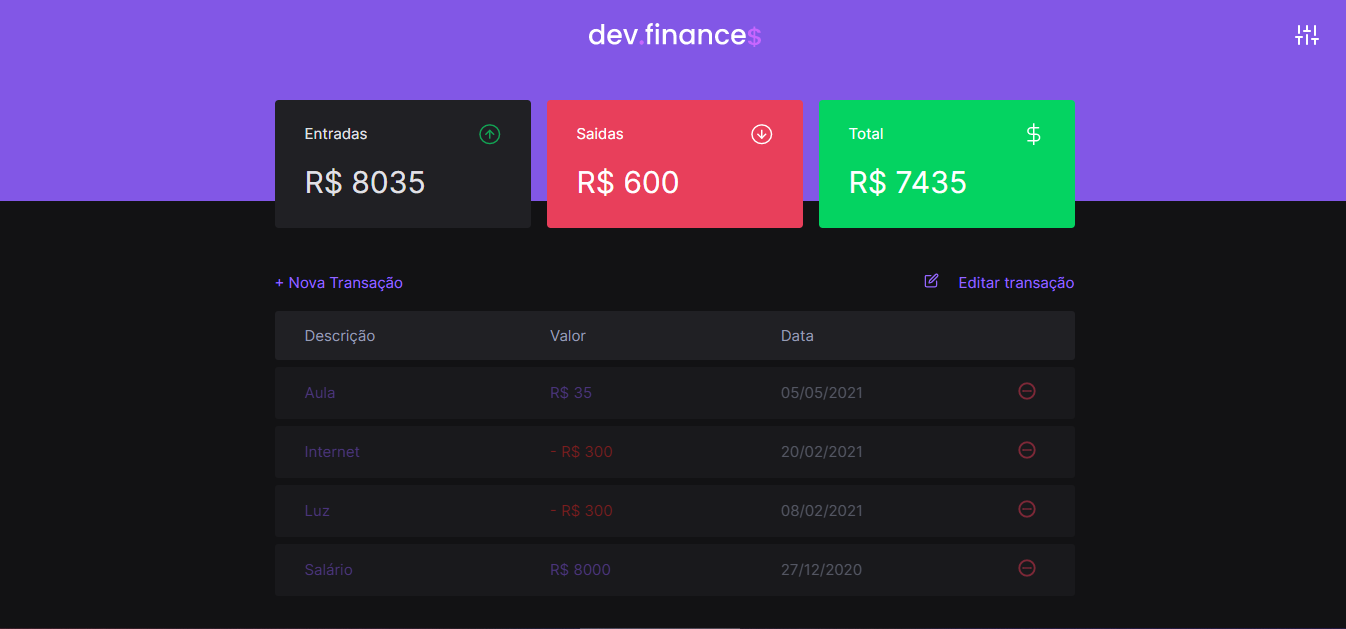 dev.finance$
Entradas
R$ 8035
Saidas
R$ 600
Total
$
R$ 7435
+ Nova Transação
Editar transação
Descrição Valor Data
Aula R$ 35 05/05/2021
Internet - R$ 300 20/02/2021
Luz - R$ 300 08/02/2021
Salário R$ 8000 27/12/2020